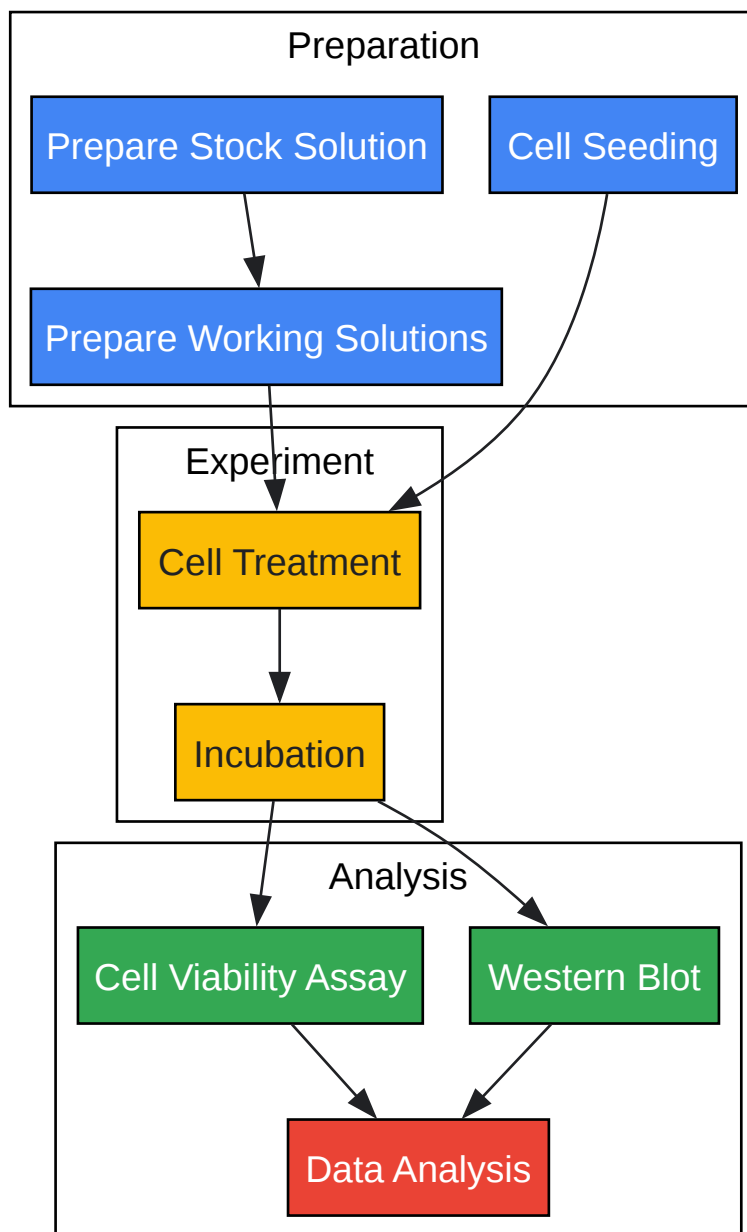 Preparation
Prepare Stock Solution
Cell Seeding
Prepare Working Solutions
Experiment
Cell Treatment
Incubation
Analysis
Cell Viability Assay
Western Blot
Data Analysis